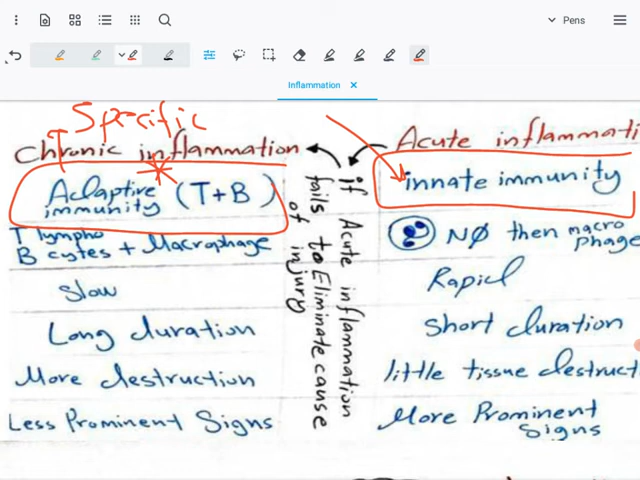 Pens
Inflammation
Specific
Chronic inflammation
Adaptive (T+B)
immunity
T lympho
B cytes + Macrophage
Slow
Long duration
More destruction
Less Prominent Signs
if Acute inflammation
fails to Eliminate cause
of injury
Acute inflammati
innate immunity
NØ then macro
phage
Rapid
Short duration
little tissue destruct
More Prominent
Signs